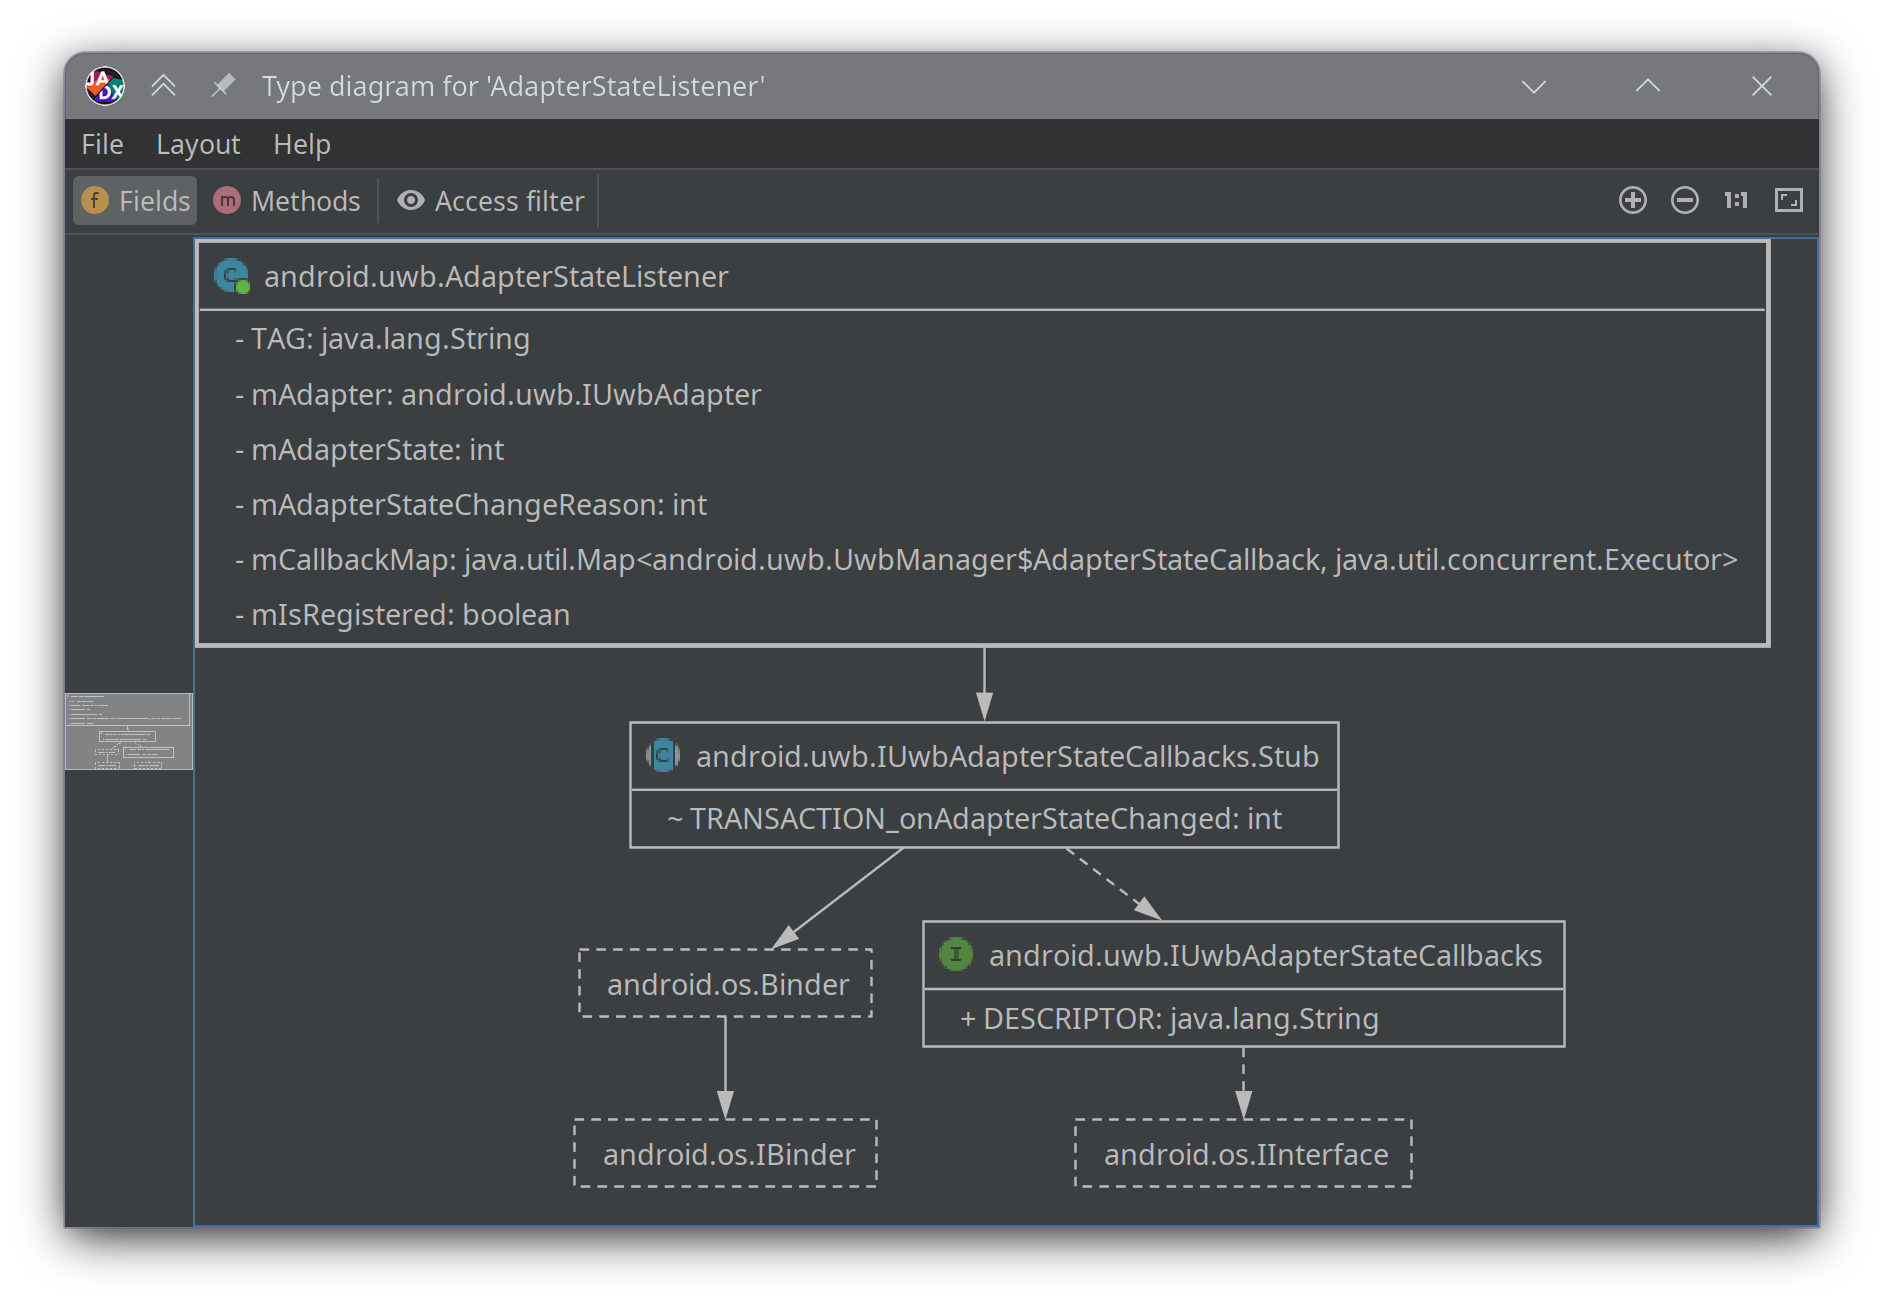 JA
DX
Type diagram for 'AdapterStateListener'
File Layout Help
f Fields m Methods Access filter 1:1
C android.uwb.AdapterStateListener
- TAG: java.lang.String
- mAdapter: android.uwb.IUwbAdapter
- mAdapterState: int
- mAdapterStateChangeReason: int
- mCallbackMap: java.util.Map<android.uwb.UwbManager$AdapterStateCallback, java.util.concurrent.Executor>
- mIsRegistered: boolean
C android.uwb.IUwbAdapterStateCallbacks.Stub
~ TRANSACTION_onAdapterStateChanged: int
android.os.Binder
I android.uwb.IUwbAdapterStateCallbacks
+ DESCRIPTOR: java.lang.String
android.os.IBinder
android.os.IInterface